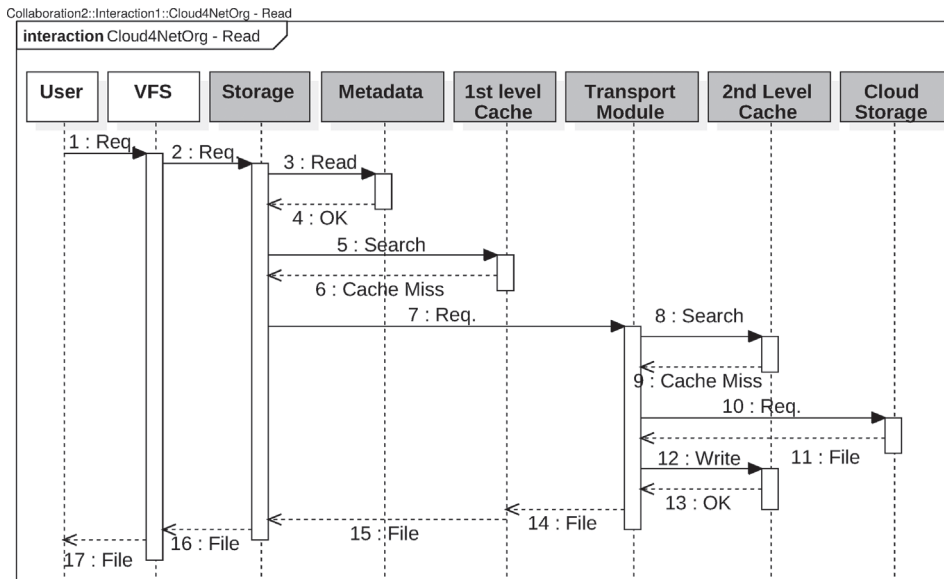 Collaboration2::Interaction1::Cloud4NetOrg - Read
interaction Cloud4NetOrg - Read
User
VFS
Storage
Metadata
1st level
Cache
Transport
Module
2nd Level
Cache
Cloud
Storage
1 : Req.
2 : Req.
3 : Read
4 : OK
5 : Search
6 : Cache Miss
7 : Req.
8 : Search
9 : Cache Miss
10 : Req.
11 : File
12 : Write
13 : OK
14 : File
15 : File
16 : File
17 : File